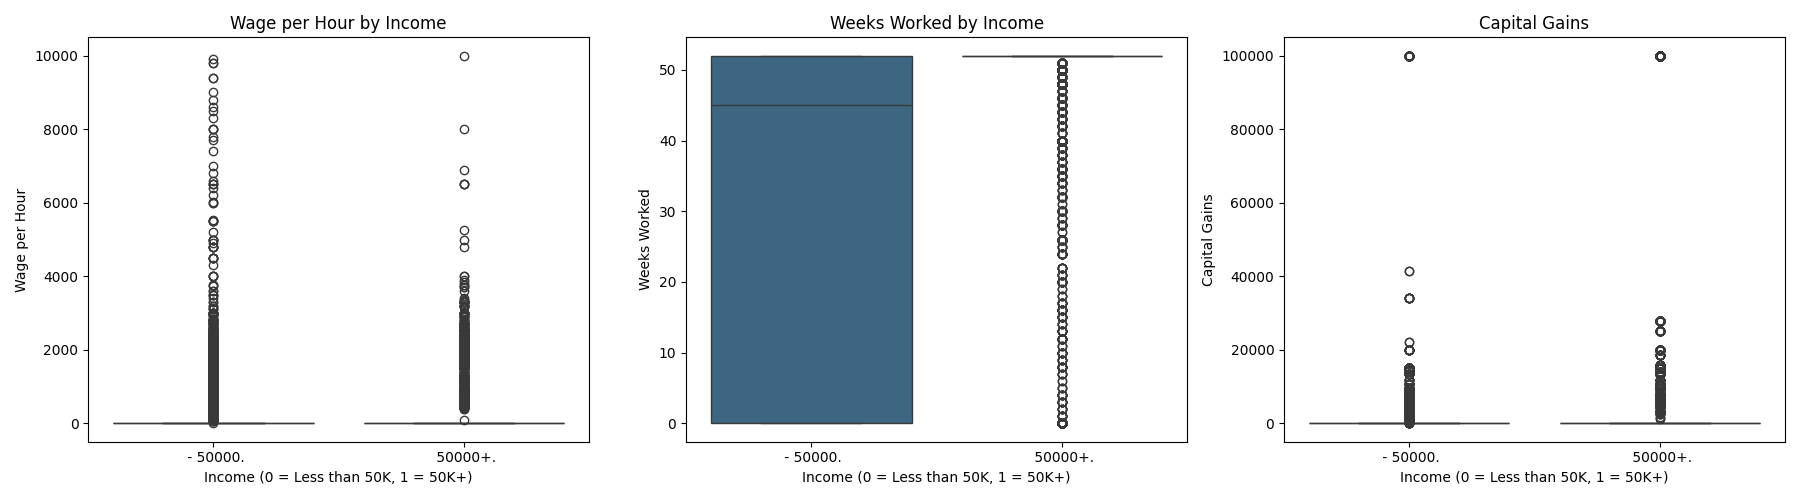 Wage per Hour by Income
Wage per Hour
10000
8000
6000
4000
2000
0
- 50000.
50000+.
Income (0 = Less than 50K, 1 = 50K+)
Weeks Worked by Income
Weeks Worked
50
40
30
20
10
0
- 50000.
50000+.
Income (0 = Less than 50K, 1 = 50K+)
Capital Gains
Capital Gains
100000
80000
60000
40000
20000
0
- 50000.
50000+.
Income (0 = Less than 50K, 1 = 50K+)